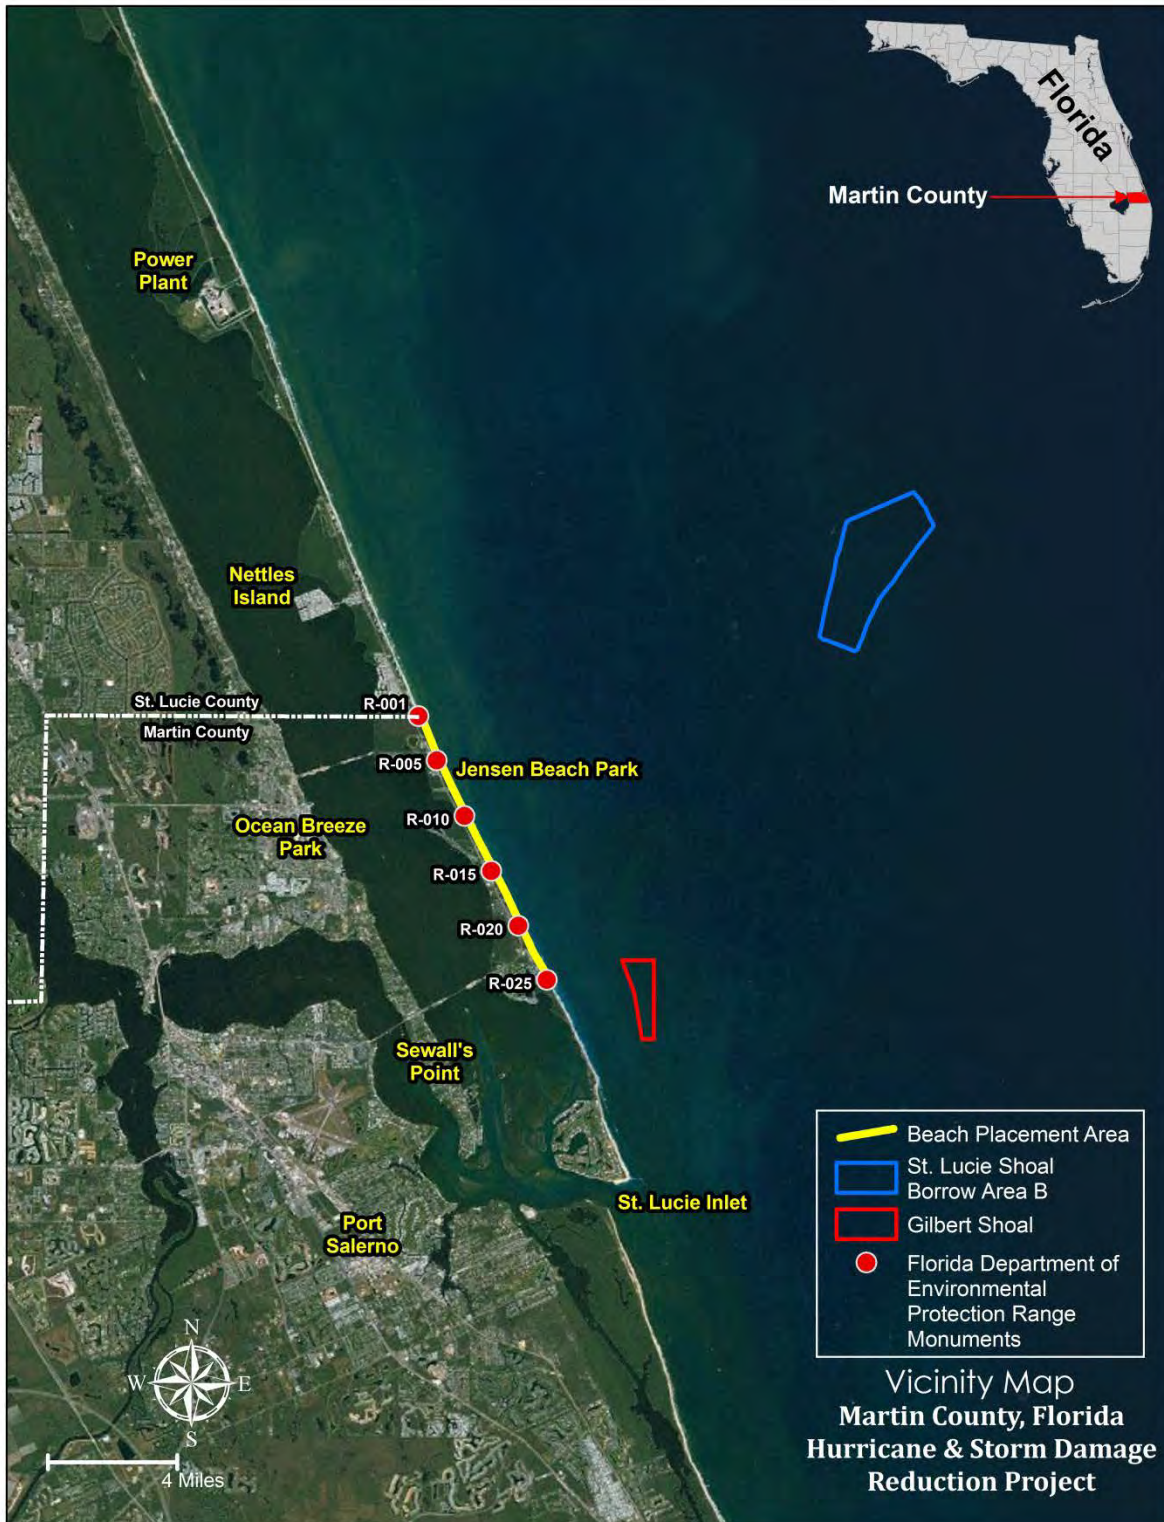 Florida
Martin County
Power
Plant
Nettles
Island
St. Lucie County
R-001
Martin County
R-005
Jensen Beach Park
R-010
Ocean Breeze
Park
R-015
R-020
R-025
Sewall's
Point
St. Lucie Inlet
Port
Salerno
Beach Placement Area
St. Lucie Shoal
Borrow Area B
Gilbert Shoal
Florida Department of
Environmental
Protection Range
Monuments
N
W
E
S
4 Miles
Vicinity Map
Martin County, Florida
Hurricane & Storm Damage
Reduction Project